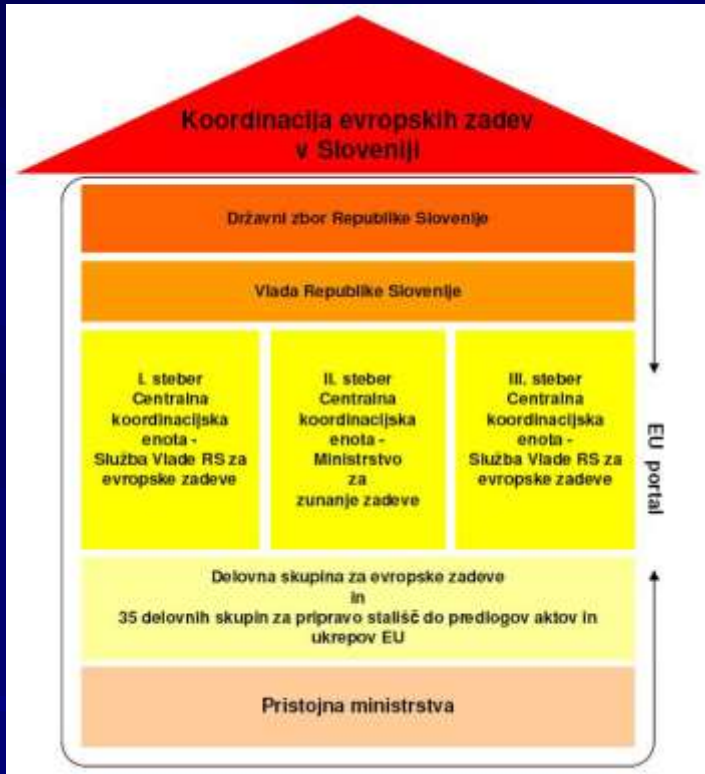 Koordinacija evropskih zadev
v Sloveniji
Državni zbor Republike Slovenije
Vlada Republike Slovenije
I. steber
Centralna
koordinacijska
enota -
Služba Vlade RS za
evropske zadeve
II. steber
Centralna
koordinacijska
enota -
Ministrstvo
za
zunanje zadeve
III. steber
Centralna
koordinacijska
enota -
Služba Vlade RS za
evropske zadeve
EU portal
Delovna skupina za evropske zadeve
in
35 delovnih skupin za pripravo stališč do predlogov aktov in
ukrepov EU
Pristojna ministrstva